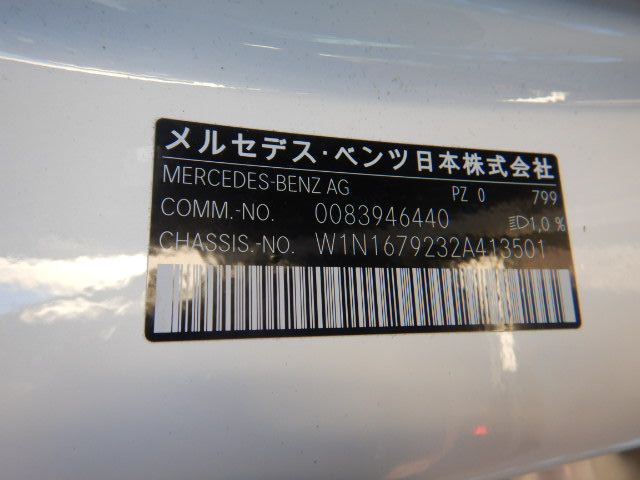 メルセデス・ベンツ日本株式会社
MERCEDES-BENZ AG PZ 0 799
COMM.-NO. 0083946440 1,0 %
CHASSIS.-NO. W1N1679232A413501